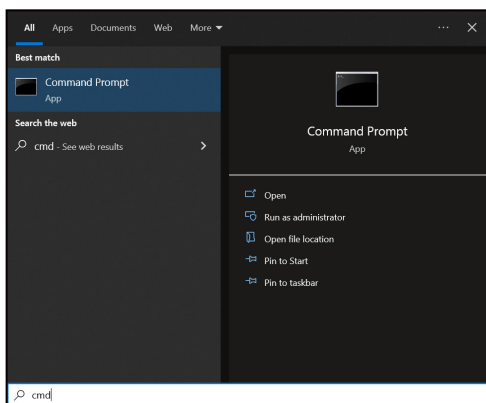 All Apps Documents Web More
Best match
Command Prompt
App
Search the web
cmd - See web results
Command Prompt
App
Open
Run as administrator
Open file location
Pin to Start
Pin to taskbar
cmd